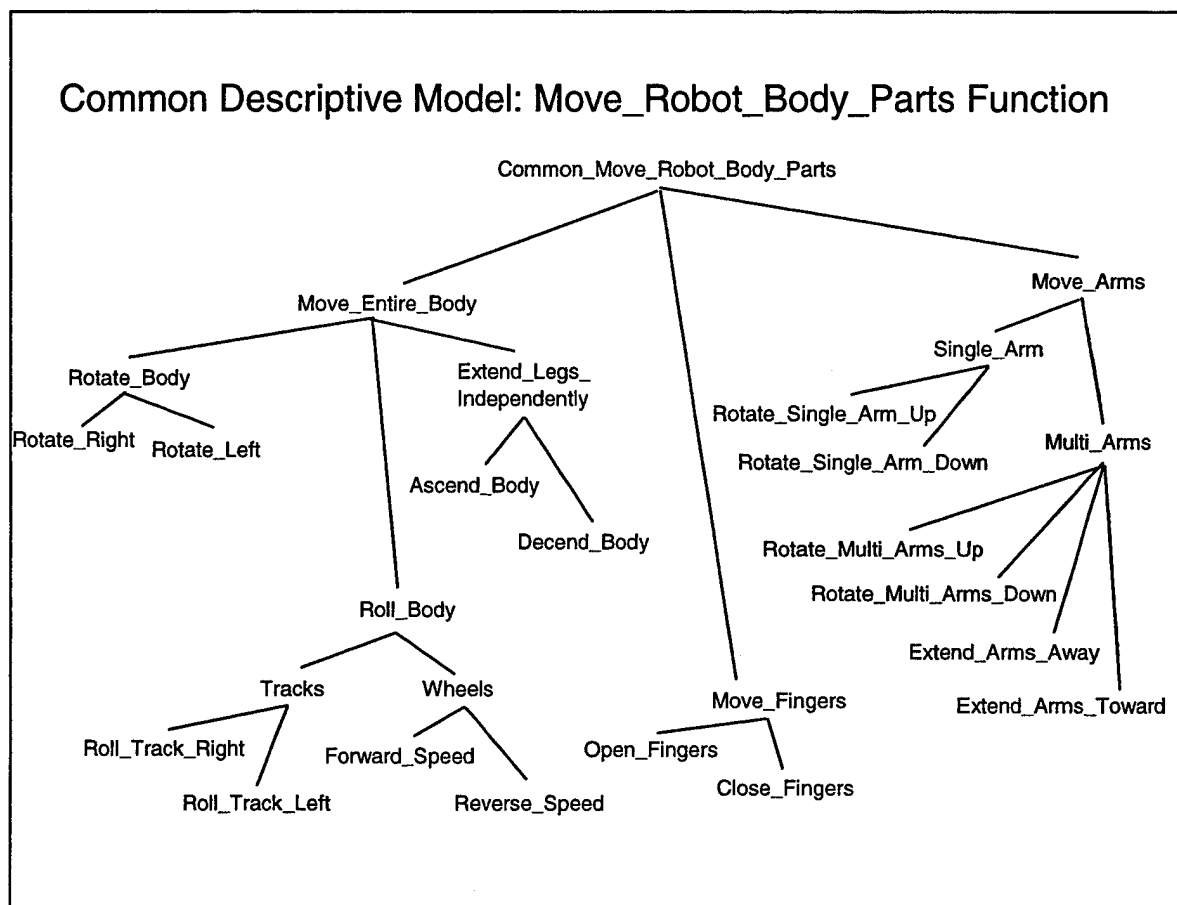 Common Descriptive Model: Move_Robot_Body_Parts Function
Common_Move_Robot_Body_Parts
Move_Entire_Body
Move_Arms
Rotate_Body
Extend_Legs_
Independently
Single_Arm
Rotate_Right
Rotate_Left
Rotate_Single_Arm_Up
Rotate_Single_Arm_Down
Multi_Arms
Ascend_Body
Decend_Body
Rotate_Multi_Arms_Up
Rotate_Multi_Arms_Down
Roll_Body
Extend_Arms_Away
Tracks
Wheels
Move_Fingers
Extend_Arms_Toward
Roll_Track_Right
Forward_Speed
Open_Fingers
Roll_Track_Left
Reverse_Speed
Close_Fingers